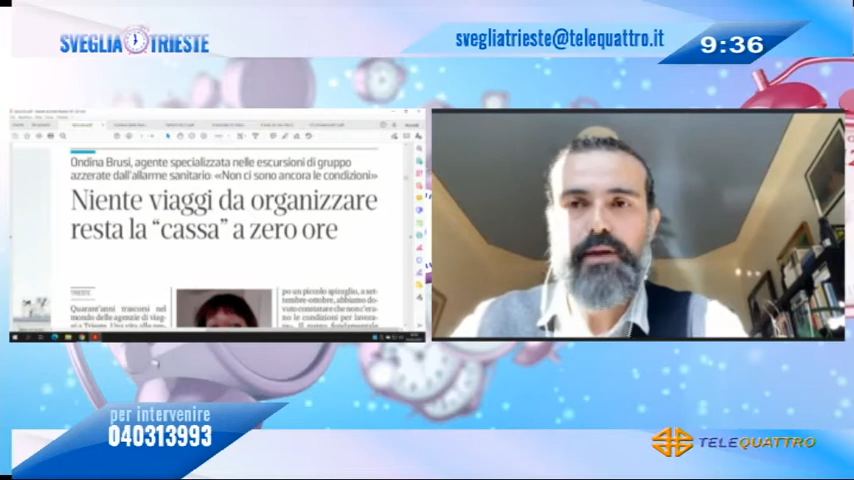 SVEGLIA TRIESTE
svegliatrieste@telequattro.it
9:36
Ondina Brusi, agente specializzata nelle escursioni di gruppo
azzerate dall'allarme sanitario: «Non ci sono ancora le condizioni»
Niente viaggi da organizzare
resta la “cassa” a zero ore
TRIESTE
Quarant'anni trascorsi nel
mondo delle agenzie di viag-
po un piccolo spiraglio, a set-
tembre-ottobre, abbiamo do-
vuto constatare che non c'era-
no le condizioni per lavora-
per intervenire
040313993
TELEQUATTRO